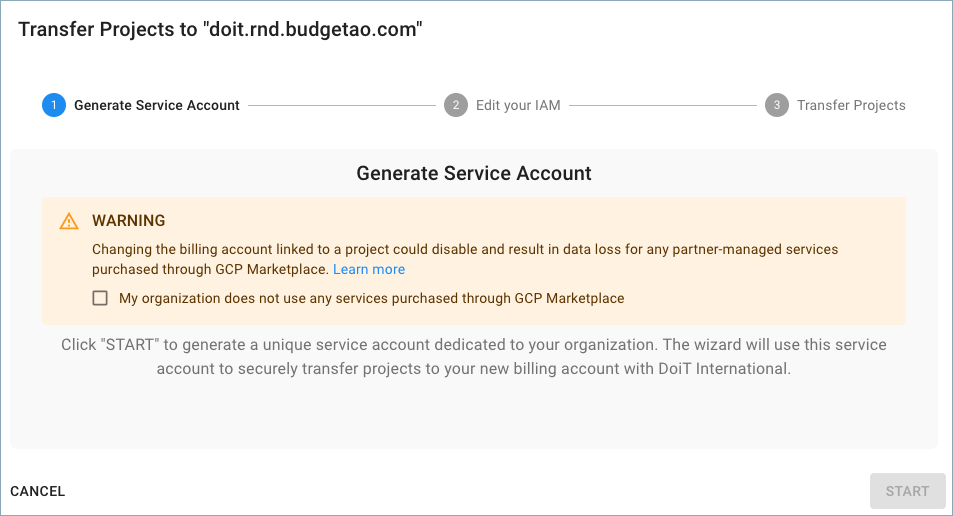 Transfer Projects to "doit.rnd.budgetao.com"
1 Generate Service Account 2 Edit your IAM 3 Transfer Projects
Generate Service Account
WARNING
Changing the billing account linked to a project could disable and result in data loss for any partner-managed services
purchased through GCP Marketplace. Learn more
My organization does not use any services purchased through GCP Marketplace
Click "START" to generate a unique service account dedicated to your organization. The wizard will use this service
account to securely transfer projects to your new billing account with DoiT International.
CANCEL START